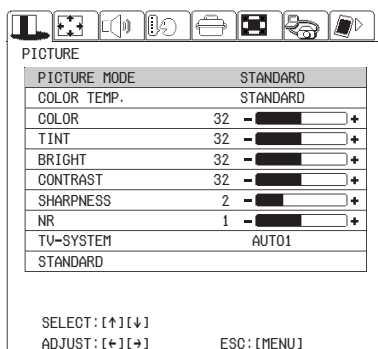 PICTURE
PICTURE MODE STANDARD
COLOR TEMP. STANDARD
COLOR 32 - +
TINT 32 - +
BRIGHT 32 - +
CONTRAST 32 - +
SHARPNESS 2 - +
NR 1 - +
TV-SYSTEM AUTO1
STANDARD
SELECT:[↑][↓]
ADJUST:[←][→] ESC:[MENU]